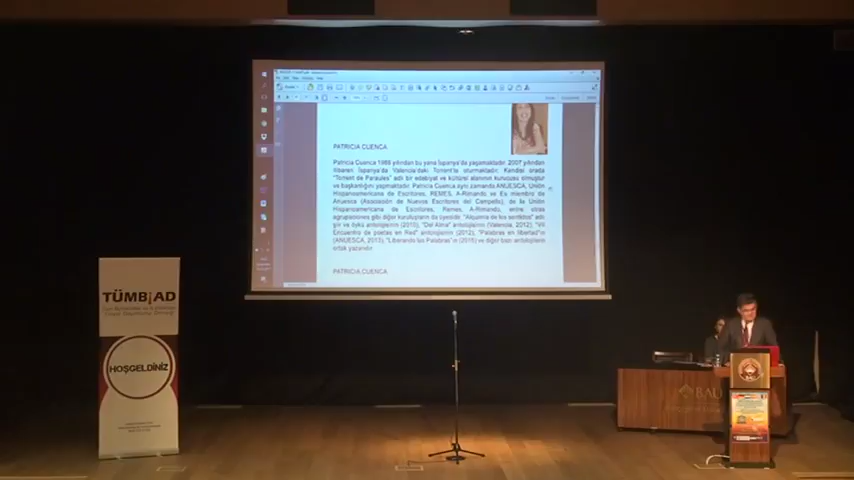 PATRICIA CUENCA
Patricia Cuenca 1988 yılından bu yana İspanya'da yaşamaktadır. 2007 yılından
itibaren İspanya'da Valencia'daki Torrent'te oturmaktadır. Kendisi orada
"Torrent de Paraules" adlı bir edebiyat ve kültürel alanının kurucusu olmuştur
ve başkanlığını yapmaktadır. Patricia Cuenca aynı zamanda ANUESCA, Unión
Hispanoamericana de Escritores, REMES, A-Rimando ve Es miembro de
Anuesca (Asociación de Nuevos Escritores del Campello), de la Unión
Hispanoamericana de Escritores, Remes, A-Rimando, entre otras
agrupaciones gibi diğer kuruluşların da üyesidir. "Alquimia de los sentidos" adlı
şiir ve öykü antolojisinin (2010), "Del Alma" antolojisinin (Valencia, 2012), "VII
Encuentro de poetas en Red" antolojisinin (2012), "Palabras en libertad"ın
(ANUESCA, 2013), "Liberando las Palabras"ın (2015) ve diğer bazı antolojilerin
ortak yazarıdır.
PATRICIA CUENCA
TÜMBİAD
HOŞGELDİNİZ
BAU